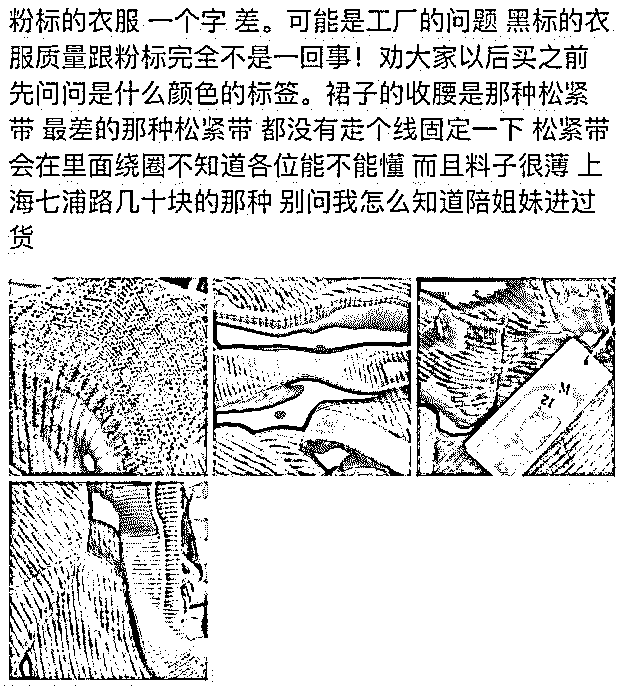 粉标的衣服 一个字 差。可能是工厂的问题 黑标的衣
服质量跟粉标完全不是一回事！劝大家以后买之前
先问问是什么颜色的标签。裙子的收腰是那种松紧
带 最差的那种松紧带 都没有走个线固定一下 松紧带
会在里面绕圈不知道各位能不能懂 而且料子很薄 上
海七浦路几十块的那种 别问我怎么知道陪姐妹进过
货
M
21